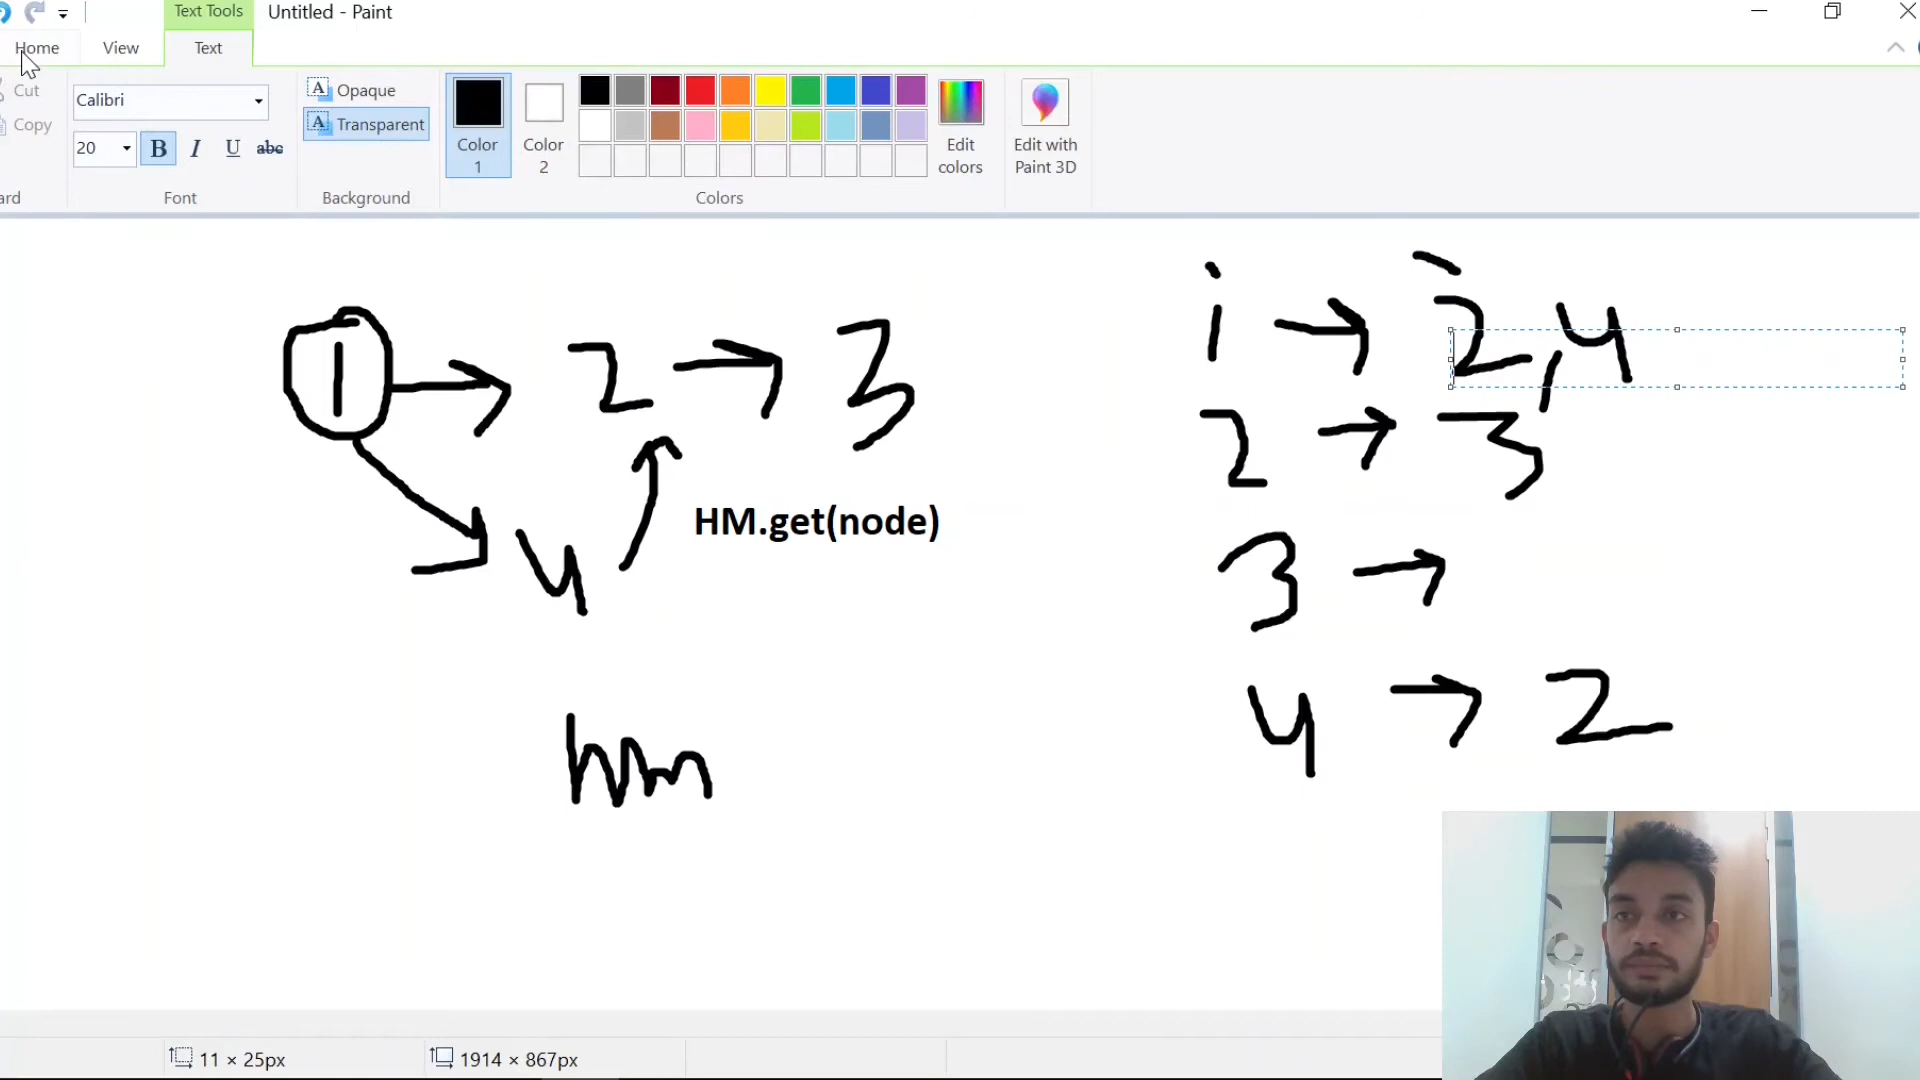 Text Tools
Untitled - Paint
Home
View
Text
Cut
Copy
Calibri
20
B I U abc
Opaque
Transparent
Color 1
Color 2
Edit colors
Edit with Paint 3D
ard
Font
Background
Colors
1 → 2 → 3
4
HM.get(node)
hm
1 → 2,4
2 → 3
3 →
4 → 2
11 × 25px
1914 × 867px